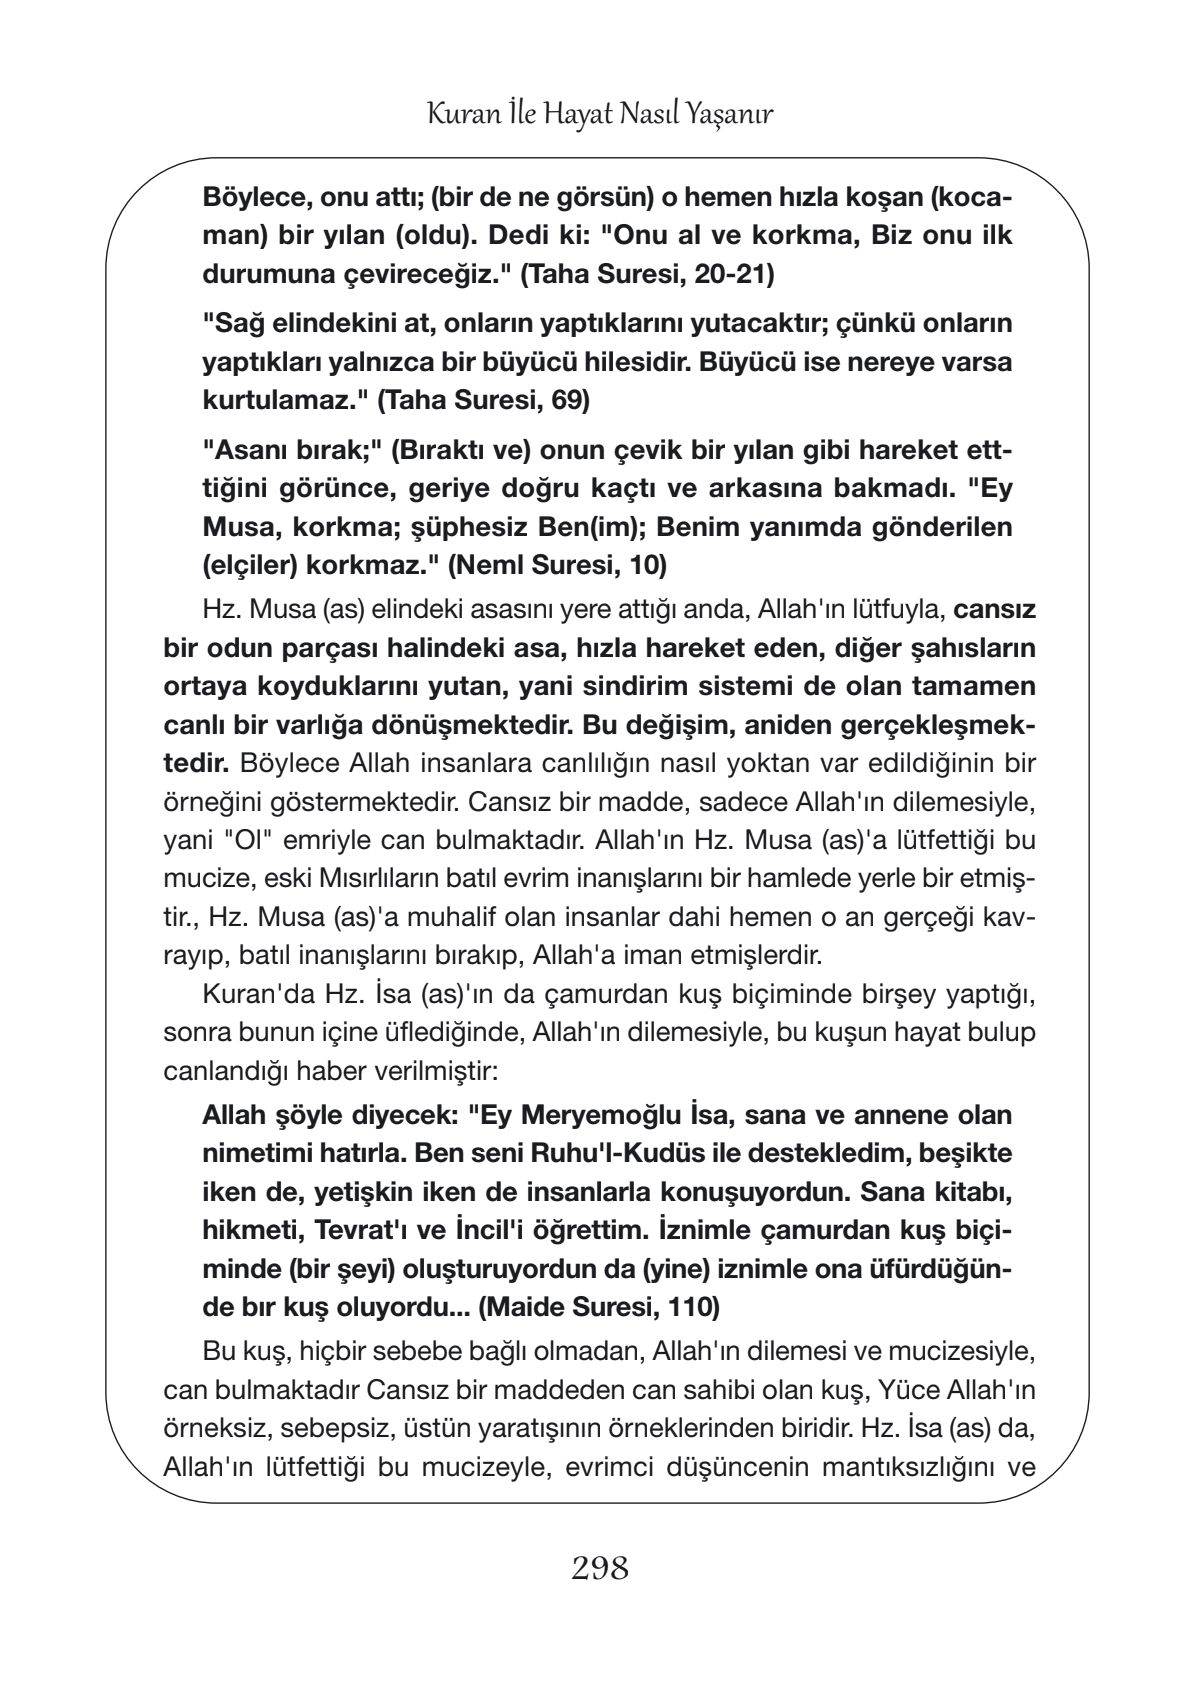 Kuran İle Hayat Nasıl Yaşanır
Böylece, onu attı; (bir de ne görsün) o hemen hızla koşan (koca-
man) bir yılan (oldu). Dedi ki: "Onu al ve korkma, Biz onu ilk
durumuna çevireceğiz." (Taha Suresi, 20-21)
"Sağ elindekini at, onların yaptıklarını yutacaktır; çünkü onların
yaptıkları yalnızca bir büyücü hilesidir. Büyücü ise nereye varsa
kurtulamaz." (Taha Suresi, 69)
"Asanı bırak;" (Bıraktı ve) onun çevik bir yılan gibi hareket ett-
tiğini görünce, geriye doğru kaçtı ve arkasına bakmadı. "Ey
Musa, korkma; şüphesiz Ben(im); Benim yanımda gönderilen
(elçiler) korkmaz." (Neml Suresi, 10)
Hz. Musa (as) elindeki asasını yere attığı anda, Allah'ın lütfuyla, cansız
bir odun parçası halindeki asa, hızla hareket eden, diğer şahısların
ortaya koyduklarını yutan, yani sindirim sistemi de olan tamamen
canlı bir varlığa dönüşmektedir. Bu değişim, aniden gerçekleşmek-
tedir. Böylece Allah insanlara canlılığın nasıl yoktan var edildiğinin bir
örneğini göstermektedir. Cansız bir madde, sadece Allah'ın dilemesiyle,
yani "Ol" emriyle can bulmaktadır. Allah'ın Hz. Musa (as)'a lütfettiği bu
mucize, eski Mısırlıların batıl evrim inanışlarını bir hamlede yerle bir etmiş-
tir., Hz. Musa (as)'a muhalif olan insanlar dahi hemen o an gerçeği kav-
rayıp, batıl inanışlarını bırakıp, Allah'a iman etmişlerdir.
Kuran'da Hz. İsa (as)'ın da çamurdan kuş biçiminde birşey yaptığı,
sonra bunun içine üflediğinde, Allah'ın dilemesiyle, bu kuşun hayat bulup
canlandığı haber verilmiştir:
Allah şöyle diyecek: "Ey Meryemoğlu İsa, sana ve annene olan
nimetimi hatırla. Ben seni Ruhu'l-Kudüs ile destekledim, beşikte
iken de, yetişkin iken de insanlarla konuşuyordun. Sana kitabı,
hikmeti, Tevrat'ı ve İncil'i öğrettim. İznimle çamurdan kuş biçi-
minde (bir şeyi) oluşturuyordun da (yine) iznimle ona üfürdüğün-
de bır kuş oluyordu... (Maide Suresi, 110)
Bu kuş, hiçbir sebebe bağlı olmadan, Allah'ın dilemesi ve mucizesiyle,
can bulmaktadır Cansız bir maddeden can sahibi olan kuş, Yüce Allah'ın
örneksiz, sebepsiz, üstün yaratışının örneklerinden biridir. Hz. İsa (as) da,
Allah'ın lütfettiği bu mucizeyle, evrimci düşüncenin mantıksızlığını ve
298